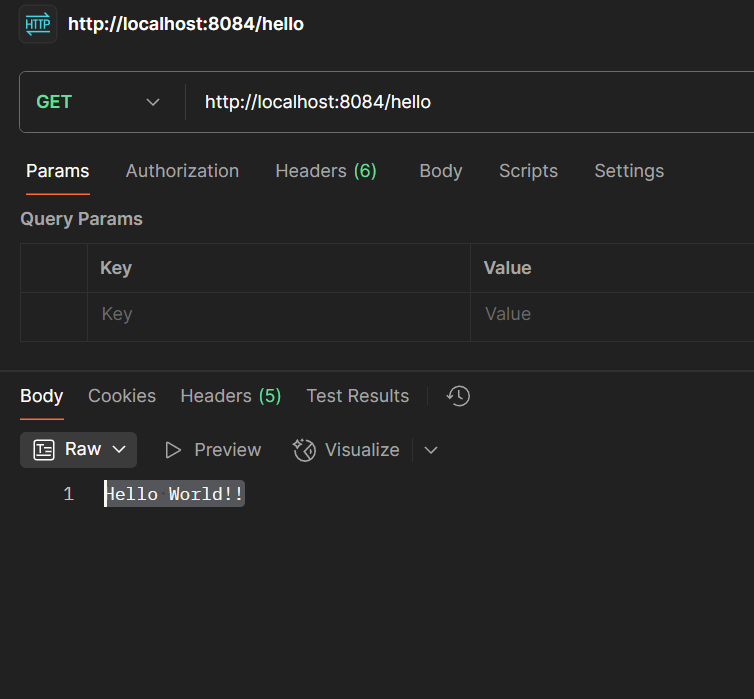 HTTP http://localhost:8084/hello
GET http://localhost:8084/hello
Params Authorization Headers (6) Body Scripts Settings
Query Params
Key Value
Key Value
Body Cookies Headers (5) Test Results
Raw Preview Visualize
1 Hello World!!